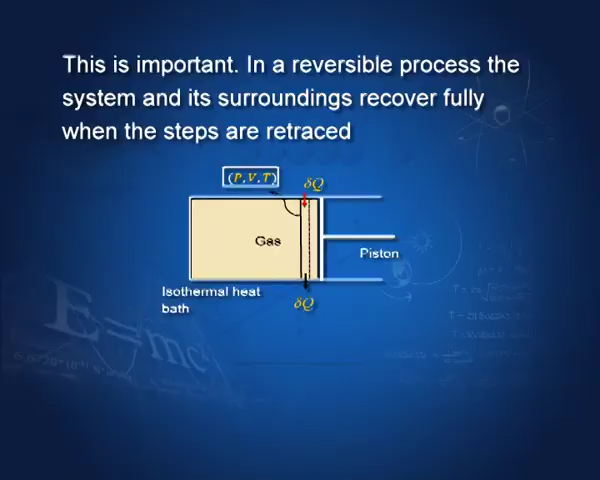 This is important. In a reversible process the
system and its surroundings recover fully
when the steps are retraced
(P,V,T)
δQ
Gas
Piston
Isothermal heat
bath
δQ
E=mc